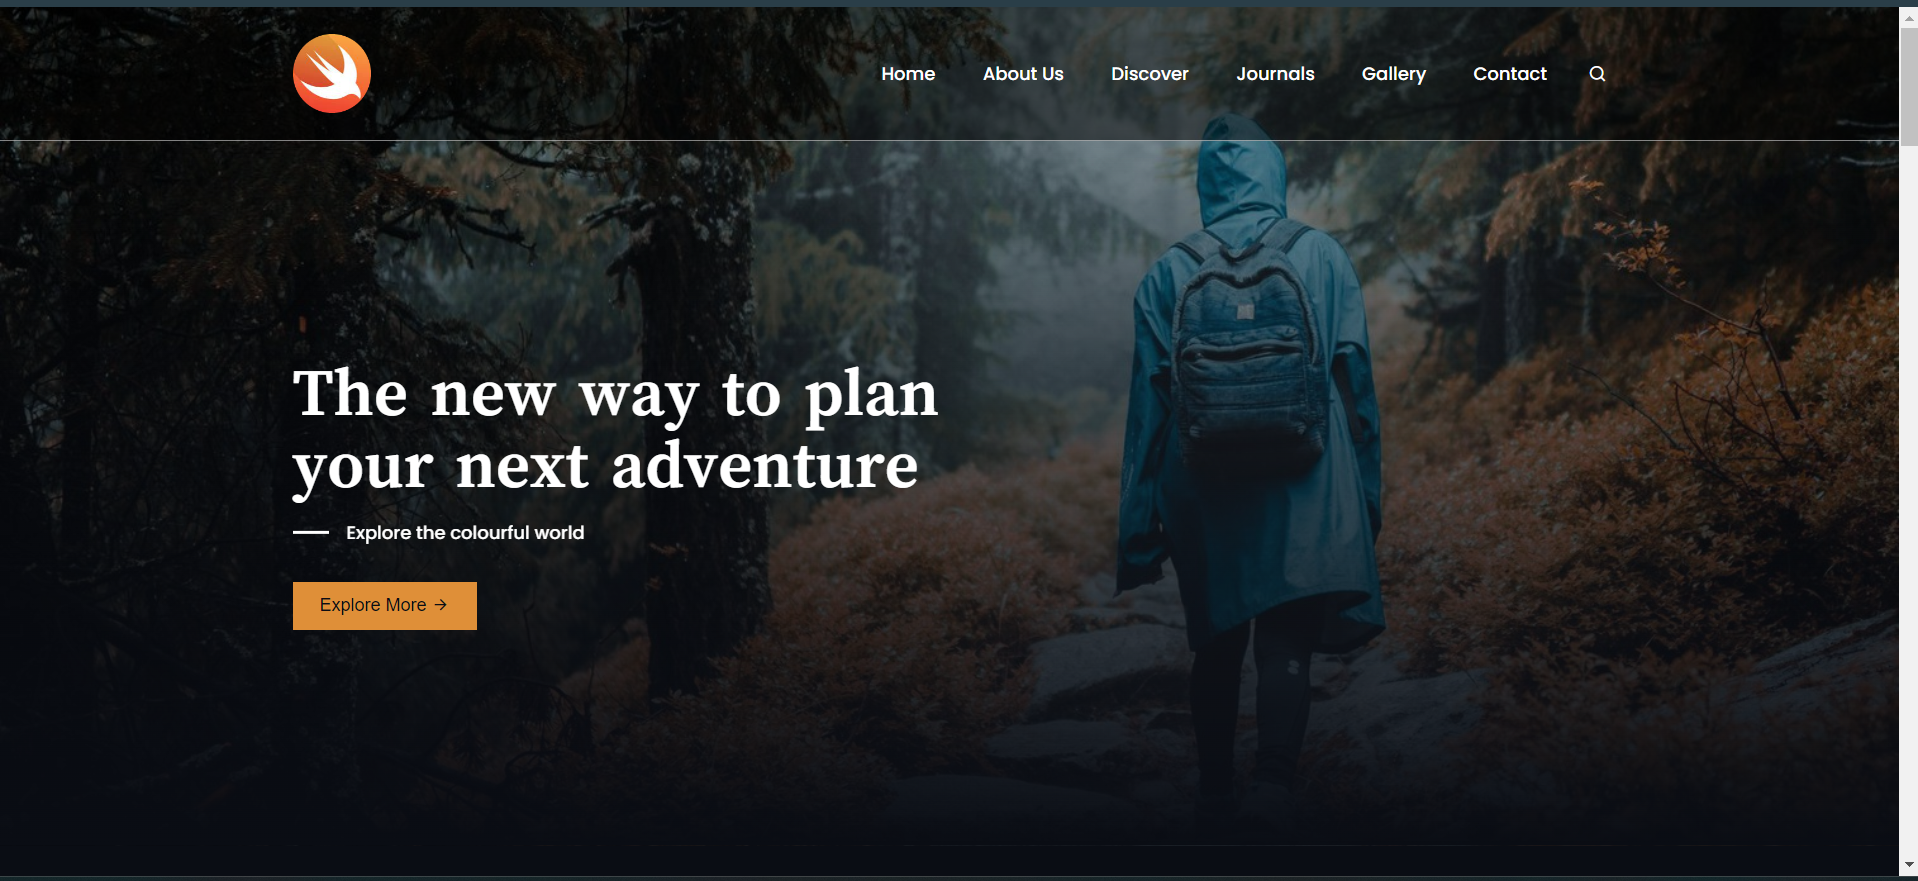 Home About Us Discover Journals Gallery Contact
The new way to plan
your next adventure
Explore the colourful world
Explore More →